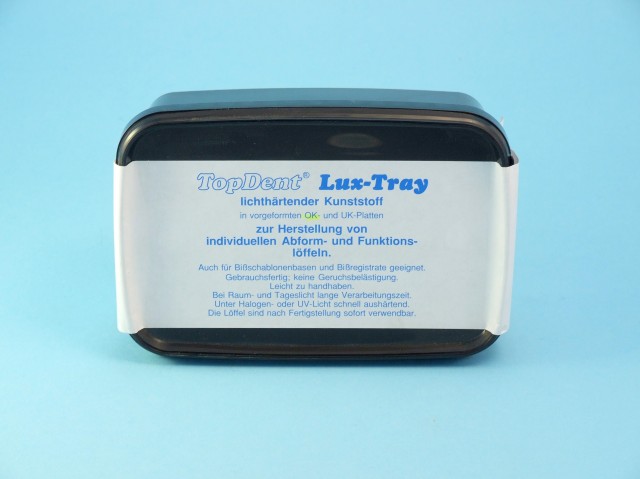 TopDent® Lux-Tray
lichthärtender Kunststoff
in vorgeformten OK- und UK-Platten
zur Herstellung von
individuellen Abform- und Funktions-
löffeln.
Auch für Bißschablonenbasen und Bißregistrate geeignet.
Gebrauchsfertig; keine Geruchsbelästigung.
Leicht zu handhaben.
Bei Raum- und Tageslicht lange Verarbeitungszeit.
Unter Halogen- oder UV-Licht schnell aushärtend.
Die Löffel sind nach Fertigstellung sofort verwendbar.